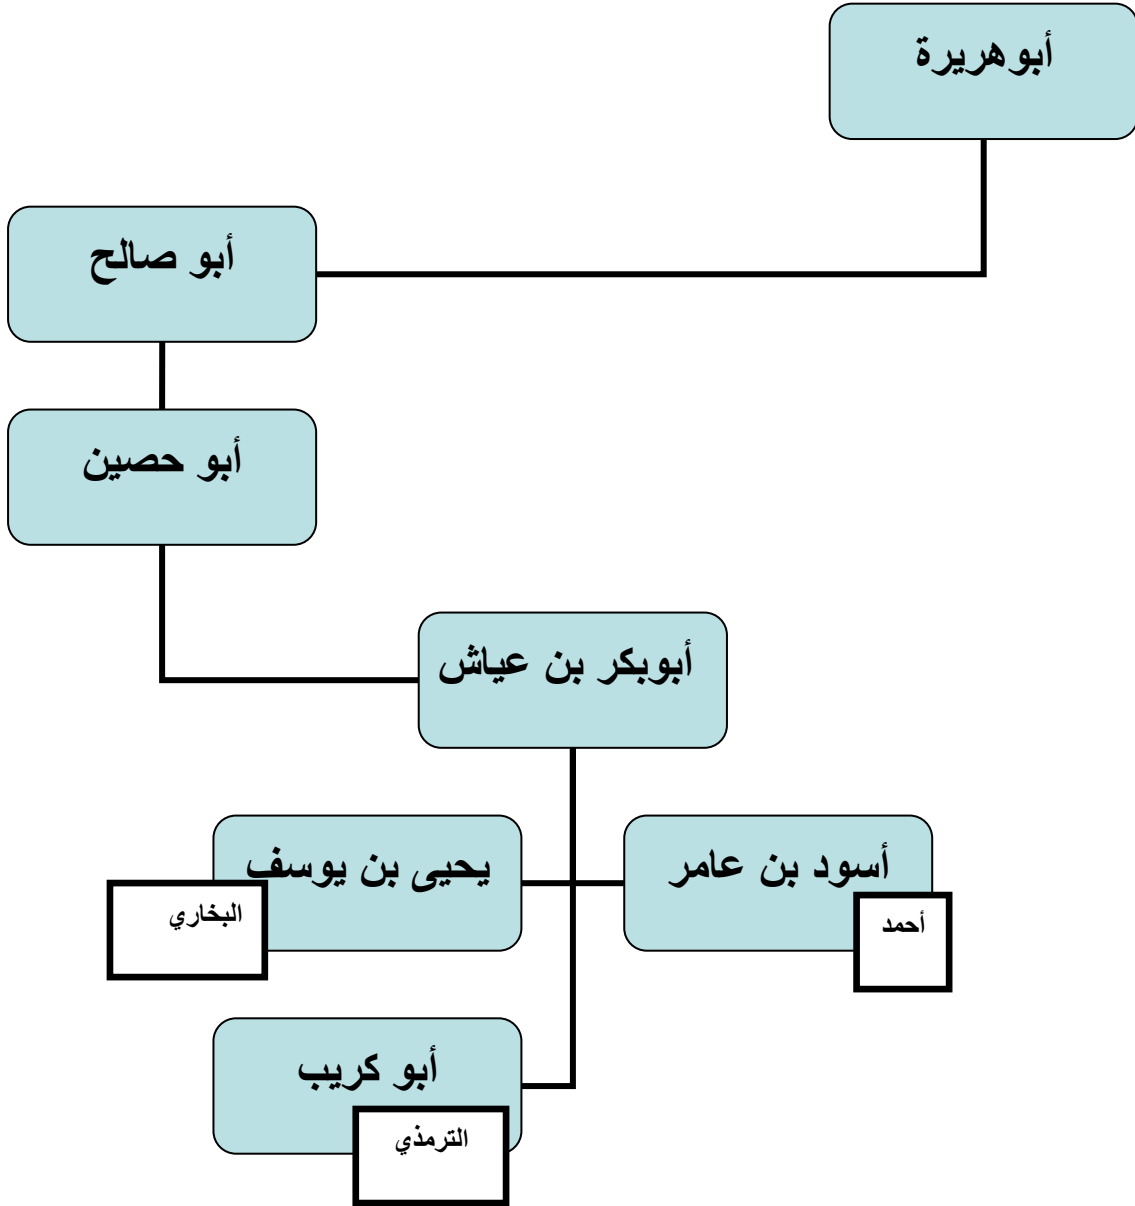 أبوهريرة
أبو صالح
أبو حصين
أبوبكر بن عياش
أسود بن عامر
أحمد
يحيى بن يوسف
البخاري
أبو كريب
الترمذي